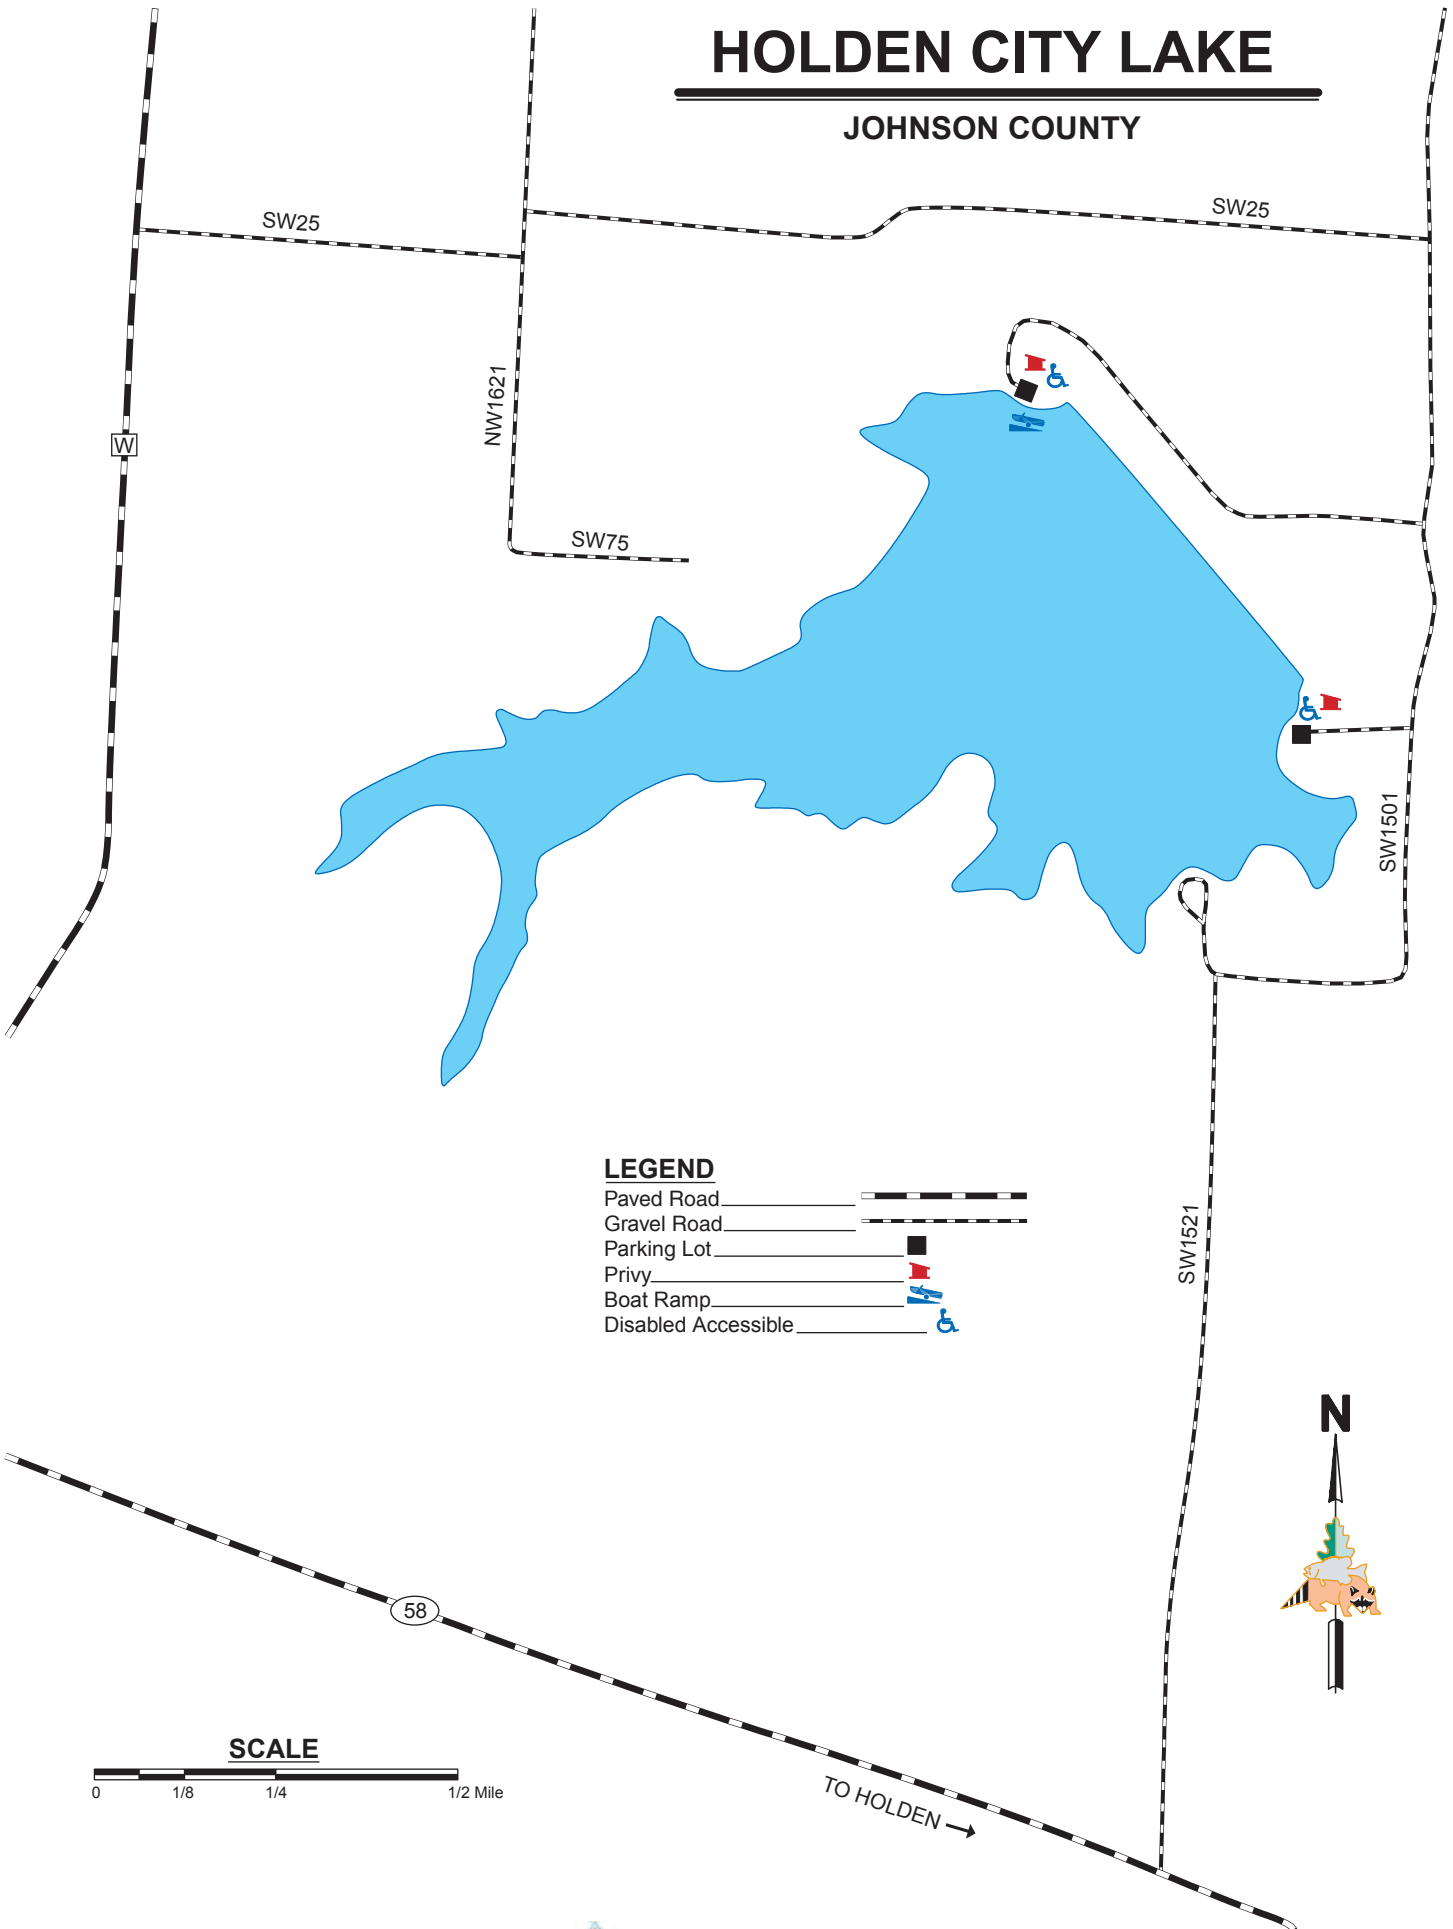 HOLDEN CITY LAKE
JOHNSON COUNTY
SW25
SW25
NW1621
W
SW75
SW1501
LEGEND
Paved Road
Gravel Road
Parking Lot
Privy
Boat Ramp
Disabled Accessible
SW1521
N
58
SCALE
0 1/8 1/4 1/2 Mile
TO HOLDEN